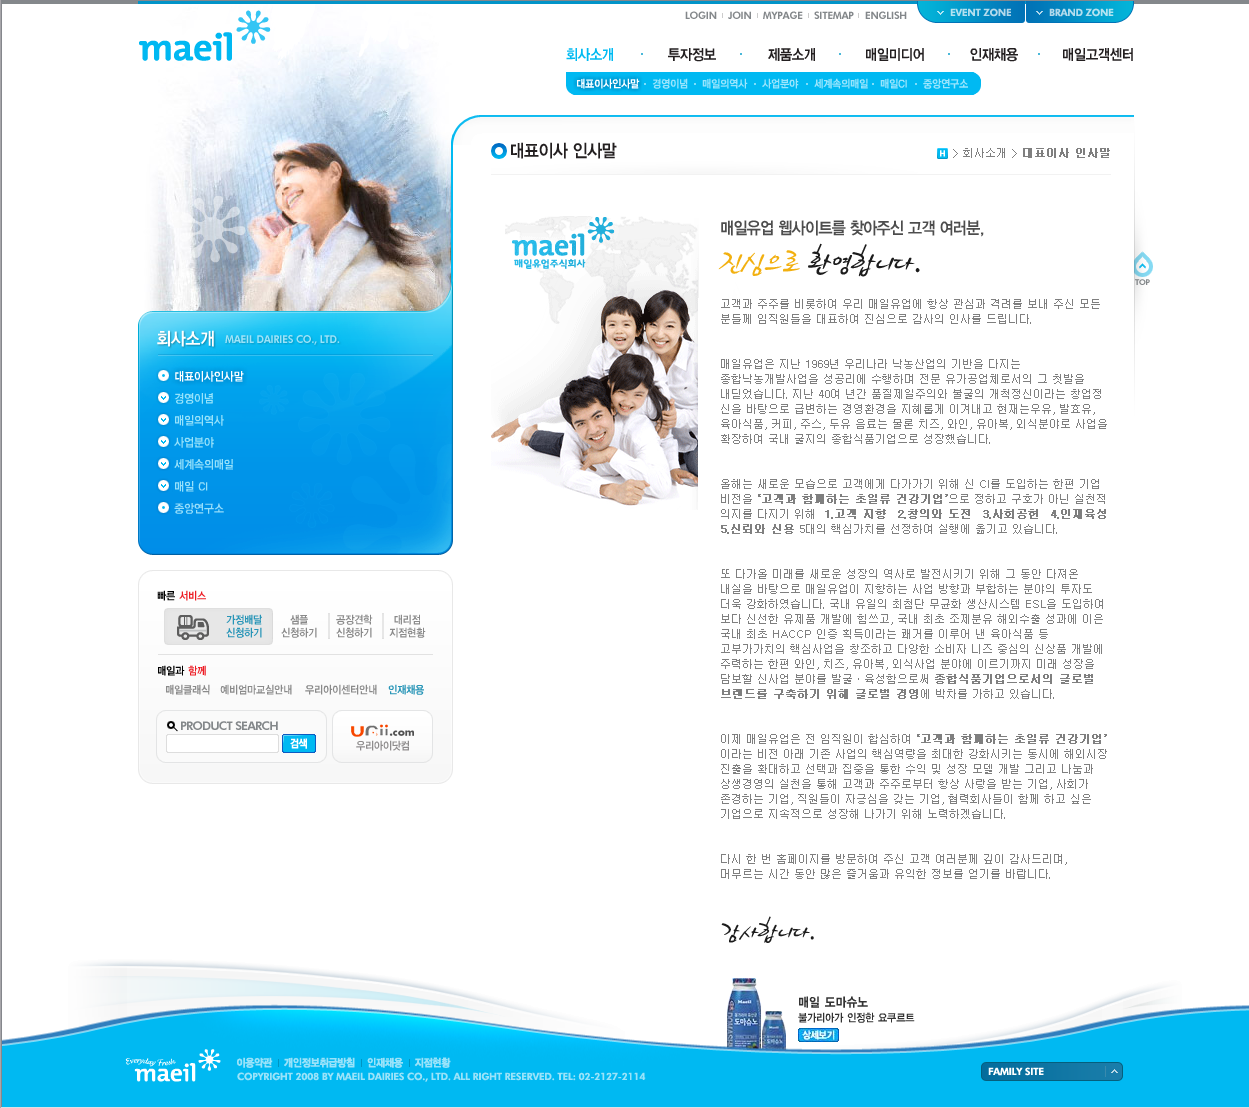 maeil
LOGIN
JOIN
MYPAGE
SITEMAP
ENGLISH
EVENT ZONE
BRAND ZONE
회사소개
투자정보
제품소개
매일미디어
인재채용
매일고객센터
대표이사인사말
경영이념
매일의역사
사업분야
세계속의매일
매일CI
중앙연구소
대표이사 인사말
H > 회사소개 > 대표이사 인사말
회사소개 MAEIL DAIRIES CO., LTD.
대표이사인사말
경영이념
매일의역사
사업분야
세계속의매일
매일 CI
중앙연구소
빠른 서비스
가정배달 신청하기
샘플 신청하기
공장견학 신청하기
대리점 지점현황
매일과 함께
매일클래식
예비엄마교실안내
우리아이센터안내
인재채용
PRODUCT SEARCH
검색
urii.com
우리아이닷컴
maeil
매일유업주식회사
매일유업 웹사이트를 찾아주신 고객 여러분,
진심으로 환영합니다.
고객과 주주를 비롯하여 우리 매일유업에 항상 관심과 격려를 보내 주신 모든
분들께 임직원들을 대표하여 진심으로 감사의 인사를 드립니다.
매일유업은 지난 1969년 우리나라 낙농산업의 기반을 다지는
종합낙농개발사업을 성공리에 수행하며 전문 유가공업체로서의 그 첫발을
내딛었습니다. 지난 40여 년간 품질제일주의와 불굴의 개척정신이라는 창업정
신을 바탕으로 급변하는 경영환경을 지혜롭게 이겨내고 현재는우유, 발효유,
육아식품, 커피, 주스, 두유 음료는 물론 치즈, 와인, 유아복, 외식분야로 사업을
확장하여 국내 굴지의 종합식품기업으로 성장했습니다.
올해는 새로운 모습으로 고객에게 다가가기 위해 신 CI를 도입하는 한편 기업
비전을 ‘고객과 함께하는 초일류 건강기업’으로 정하고 구호가 아닌 실천적
의지를 다지기 위해 1.고객 지향 2.창의와 도전 3.사회공헌 4.인재육성
5.신뢰와 신용 5대의 핵심가치를 선정하여 실행에 옮기고 있습니다.
또 다가올 미래를 새로운 성장의 역사로 발전시키기 위해 그 동안 다져온
내실을 바탕으로 매일유업이 지향하는 사업 방향과 부합하는 분야의 투자도
더욱 강화하였습니다. 국내 유일의 최첨단 무균화 생산시스템 ESL을 도입하여
보다 신선한 유제품 개발에 힘쓰고, 국내 최초 조제분유 해외수출 성과에 이은
국내 최초 HACCP 인증 획득이라는 쾌거를 이루어 낸 육아식품 등
고부가가치의 핵심사업을 창조하고 다양한 소비자 니즈 중심의 신상품 개발에
주력하는 한편 와인, 치즈, 유아복, 외식사업 분야에 이르기까지 미래 성장을
담보할 신사업 분야를 발굴 · 육성함으로써 종합식품기업으로서의 글로벌
브랜드를 구축하기 위해 글로벌 경영에 박차를 가하고 있습니다.
이제 매일유업은 전 임직원이 합심하여 ‘고객과 함께하는 초일류 건강기업’
이라는 비전 아래 기존 사업의 핵심역량을 최대한 강화시키는 동시에 해외시장
진출을 확대하고 선택과 집중을 통한 수익 및 성장 모델 개발 그리고 나눔과
상생경영의 실천을 통해 고객과 주주로부터 항상 사랑을 받는 기업, 사회가
존경하는 기업, 직원들이 자긍심을 갖는 기업, 협력회사들이 함께 하고 싶은
기업으로 지속적으로 성장해 나가기 위해 노력하겠습니다.
다시 한 번 홈페이지를 방문하여 주신 고객 여러분께 깊이 감사드리며,
머무르는 시간 동안 많은 즐거움과 유익한 정보를 얻기를 바랍니다.
감사합니다.
TOP
Maeil
도마슈노
도마슈노
매일 도마슈노
불가리아가 인정한 요쿠르트
상세보기
Everyday Fresh
maeil
이용약관
개인정보취급방침
인재채용
지점현황
COPYRIGHT 2008 BY MAEIL DAIRIES CO., LTD. ALL RIGHT RESERVED. TEL: 02-2127-2114
FAMILY SITE